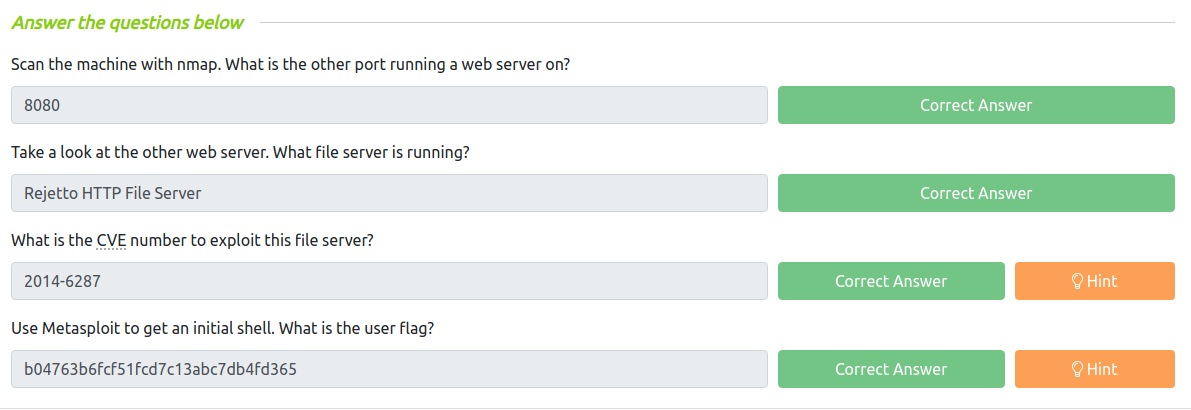 Answer the questions below
Scan the machine with nmap. What is the other port running a web server on?
8080
Correct Answer
Take a look at the other web server. What file server is running?
Rejetto HTTP File Server
Correct Answer
What is the CVE number to exploit this file server?
2014-6287
Correct Answer
Hint
Use Metasploit to get an initial shell. What is the user flag?
b04763b6fcf51fcd7c13abc7db4fd365
Correct Answer
Hint